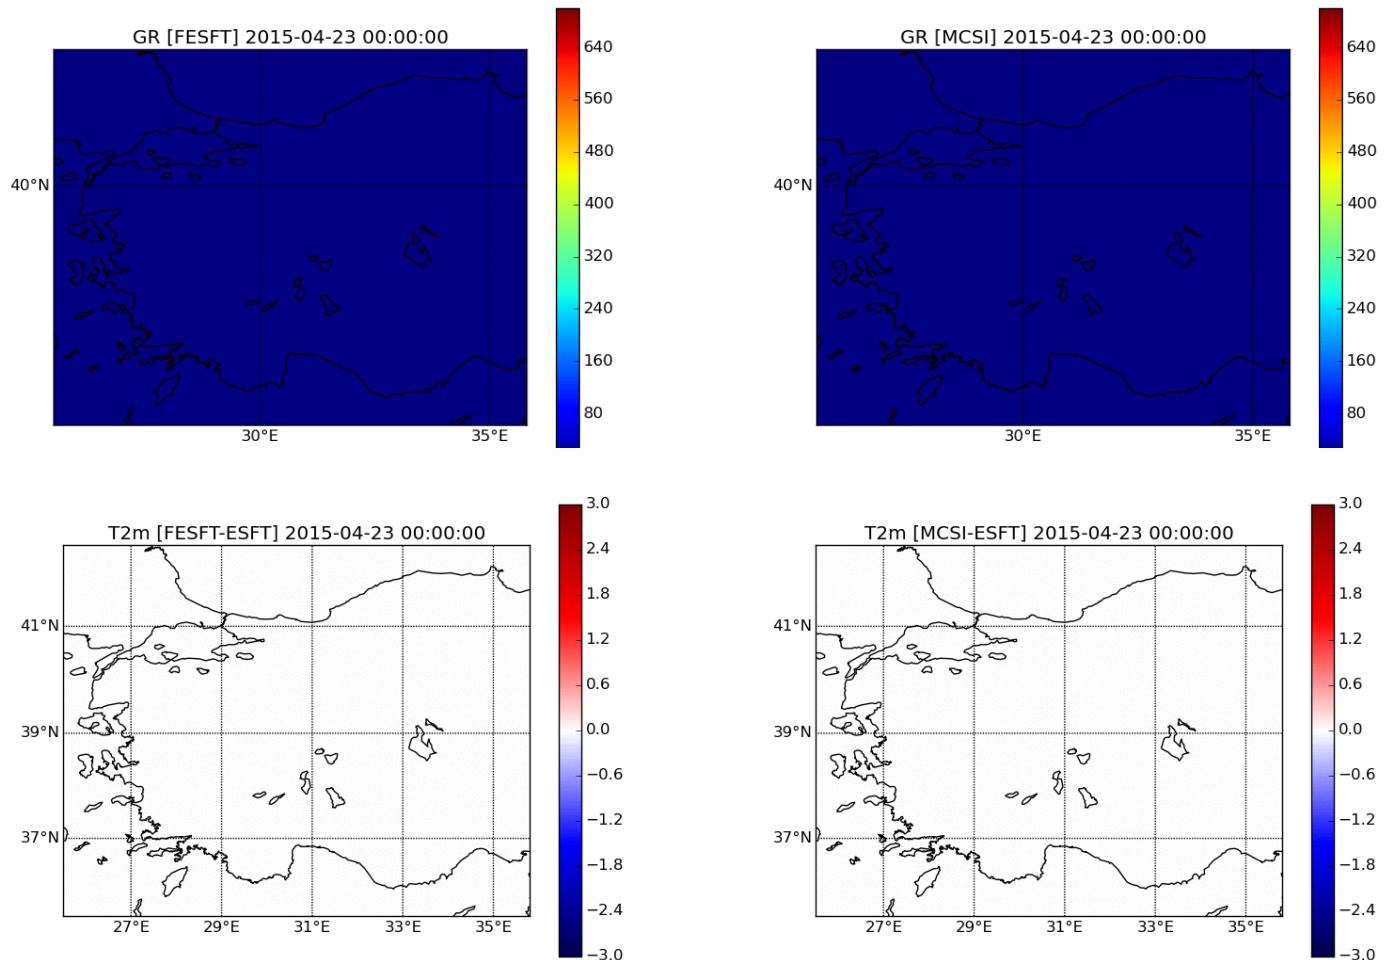 GR [FESFT] 2015-04-23 00:00:00
640
560
480
400
320
240
160
80
40°N
30°E
35°E
GR [MCSI] 2015-04-23 00:00:00
640
560
480
400
320
240
160
80
40°N
30°E
35°E
T2m [FESFT-ESFT] 2015-04-23 00:00:00
3.0
2.4
1.8
1.2
0.6
0.0
−0.6
−1.2
−1.8
−2.4
−3.0
41°N
39°N
37°N
27°E
29°E
31°E
33°E
35°E
T2m [MCSI-ESFT] 2015-04-23 00:00:00
3.0
2.4
1.8
1.2
0.6
0.0
−0.6
−1.2
−1.8
−2.4
−3.0
41°N
39°N
37°N
27°E
29°E
31°E
33°E
35°E